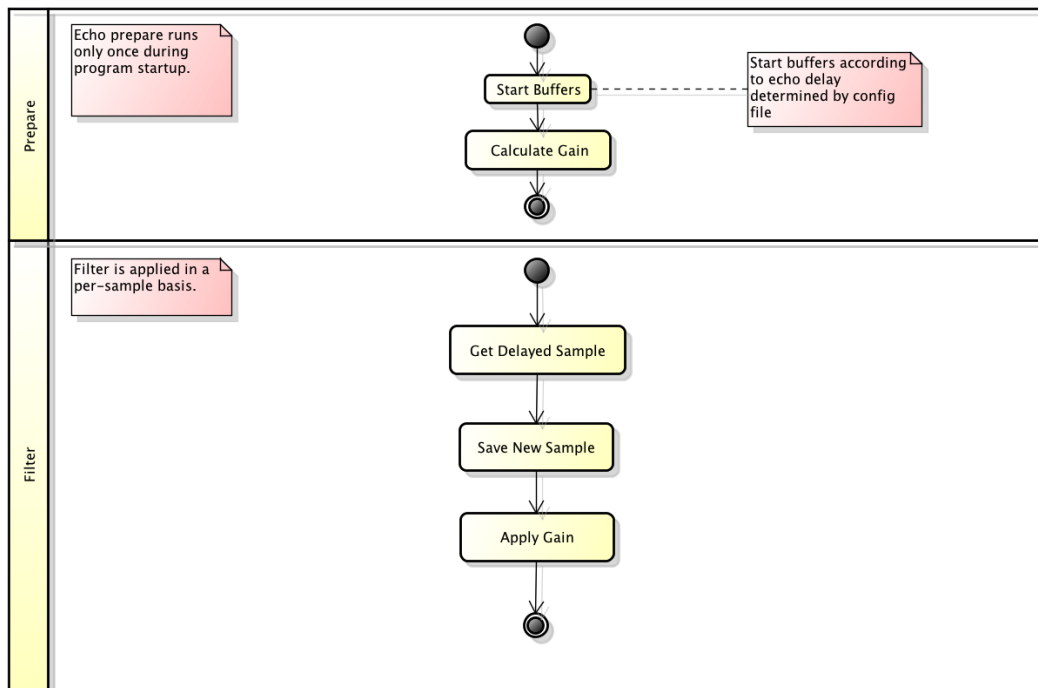 Prepare
Echo prepare runs
only once during
program startup.
Start Buffers
Start buffers according
to echo delay
determined by config
file
Calculate Gain
Filter
Filter is applied in a
per-sample basis.
Get Delayed Sample
Save New Sample
Apply Gain